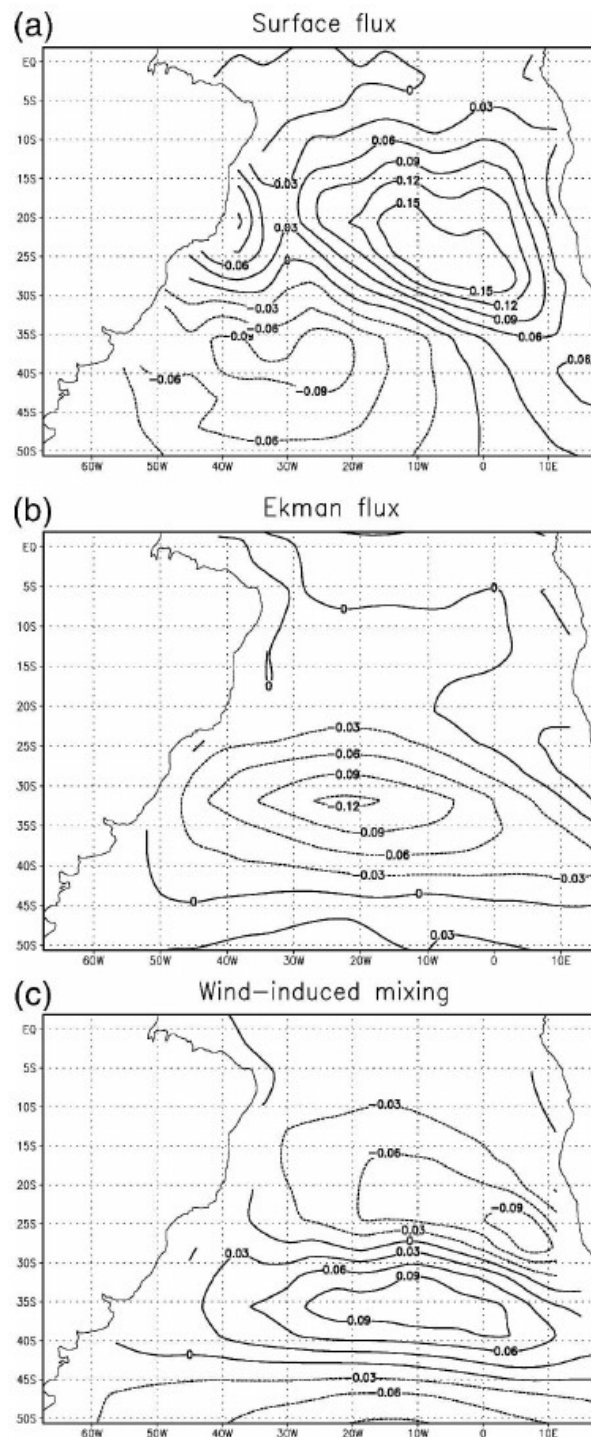 (a) Surface flux
EQ
5S
10S
15S
20S
25S
30S
35S
40S
45S
50S
0
0.03
0.06
0.09
0.12
0.15
0.03
0.03
-0.06
0
-0.03
-0.06
0.09
-0.06
-0.09
-0.06
0.15
0.12
0.09
0.06
0.06
60W 50W 40W 30W 20W 10W 0 10E
(b) Ekman flux
EQ
5S
10S
15S
20S
25S
30S
35S
40S
45S
50S
0
0
0
-0.03
-0.06
-0.09
-0.12
0.09
0.06
-0.03
-0.03
0
0
0.03
60W 50W 40W 30W 20W 10W 0 10E
(c) Wind-induced mixing
EQ
5S
10S
15S
20S
25S
30S
35S
40S
45S
50S
-0.03
-0.06
-0.09
-0.03
0
0.03
0.03
0.06
0.09
0.09
0.06
0
-0.03
-0.06
60W 50W 40W 30W 20W 10W 0 10E